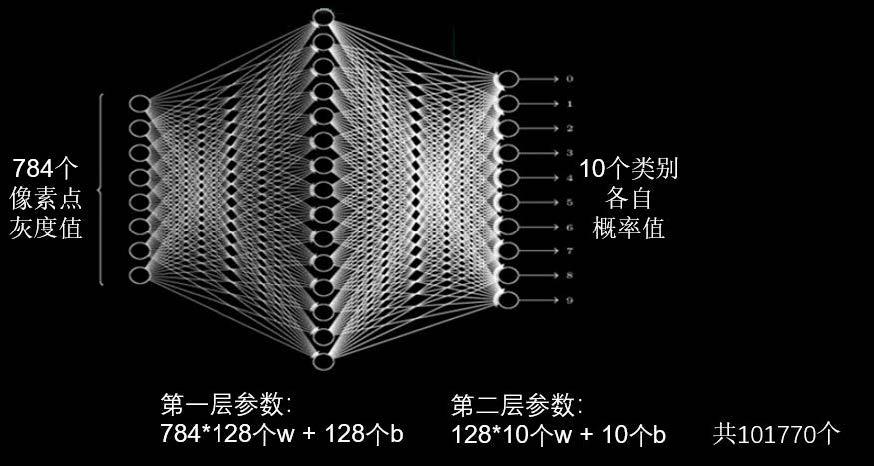 784个
像素点
灰度值
0
1
2
3
4
5
6
7
8
9
10个类别
各自
概率值
第一层参数:
784*128个w + 128个b
第二层参数:
128*10个w + 10个b
共101770个